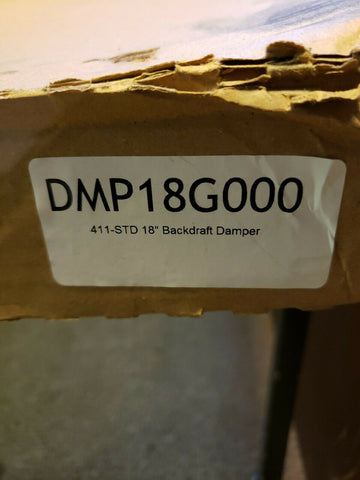 DMP18G000
411-STD 18" Backdraft Damper